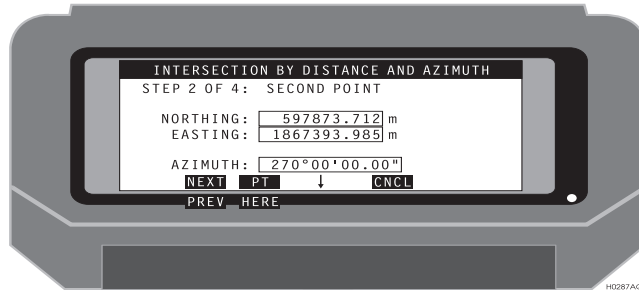 INTERSECTION BY DISTANCE AND AZIMUTH
STEP 2 OF 4: SECOND POINT
NORTHING: 597873.712 m
EASTING: 1867393.985 m
AZIMUTH: 270°00'00.00"
NEXT PT ↓ CNCL
PREV HERE
H0287AC